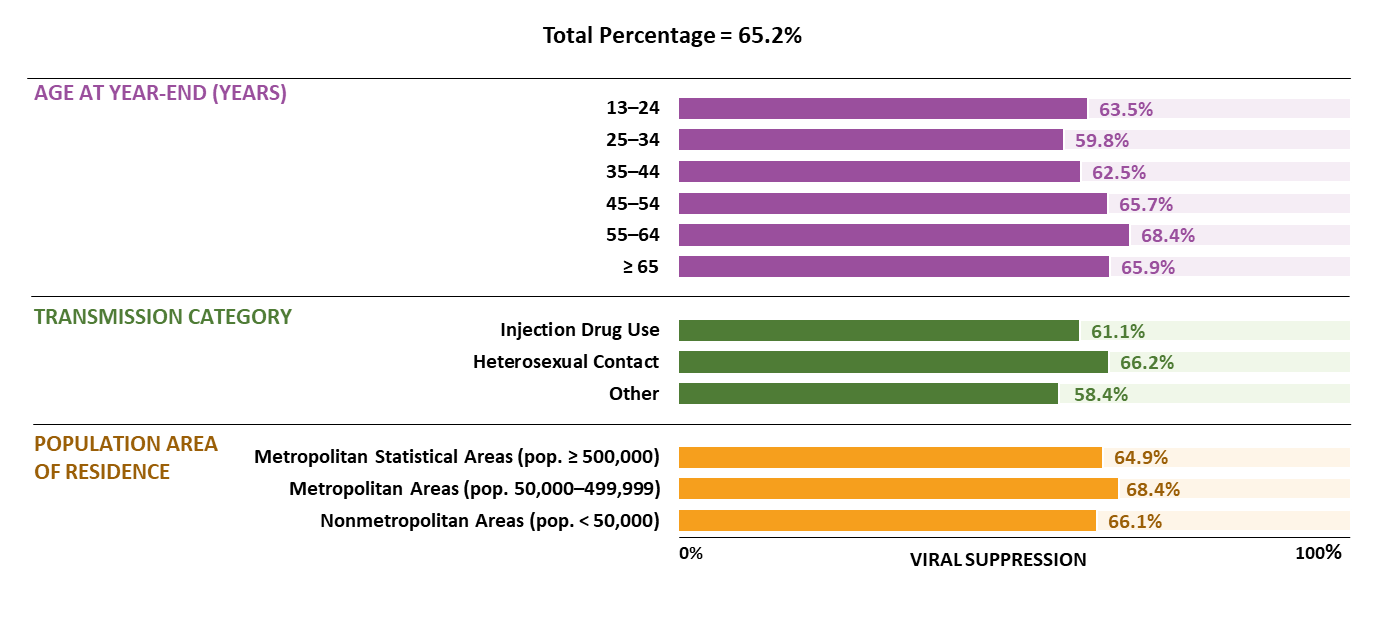 Total Percentage = 65.2%
AGE AT YEAR-END (YEARS)
13–24 63.5%
25–34 59.8%
35–44 62.5%
45–54 65.7%
55–64 68.4%
≥ 65 65.9%
TRANSMISSION CATEGORY
Injection Drug Use 61.1%
Heterosexual Contact 66.2%
Other 58.4%
POPULATION AREA
OF RESIDENCE
Metropolitan Statistical Areas (pop. ≥ 500,000) 64.9%
Metropolitan Areas (pop. 50,000–499,999) 68.4%
Nonmetropolitan Areas (pop. < 50,000) 66.1%
0% 100%
VIRAL SUPPRESSION